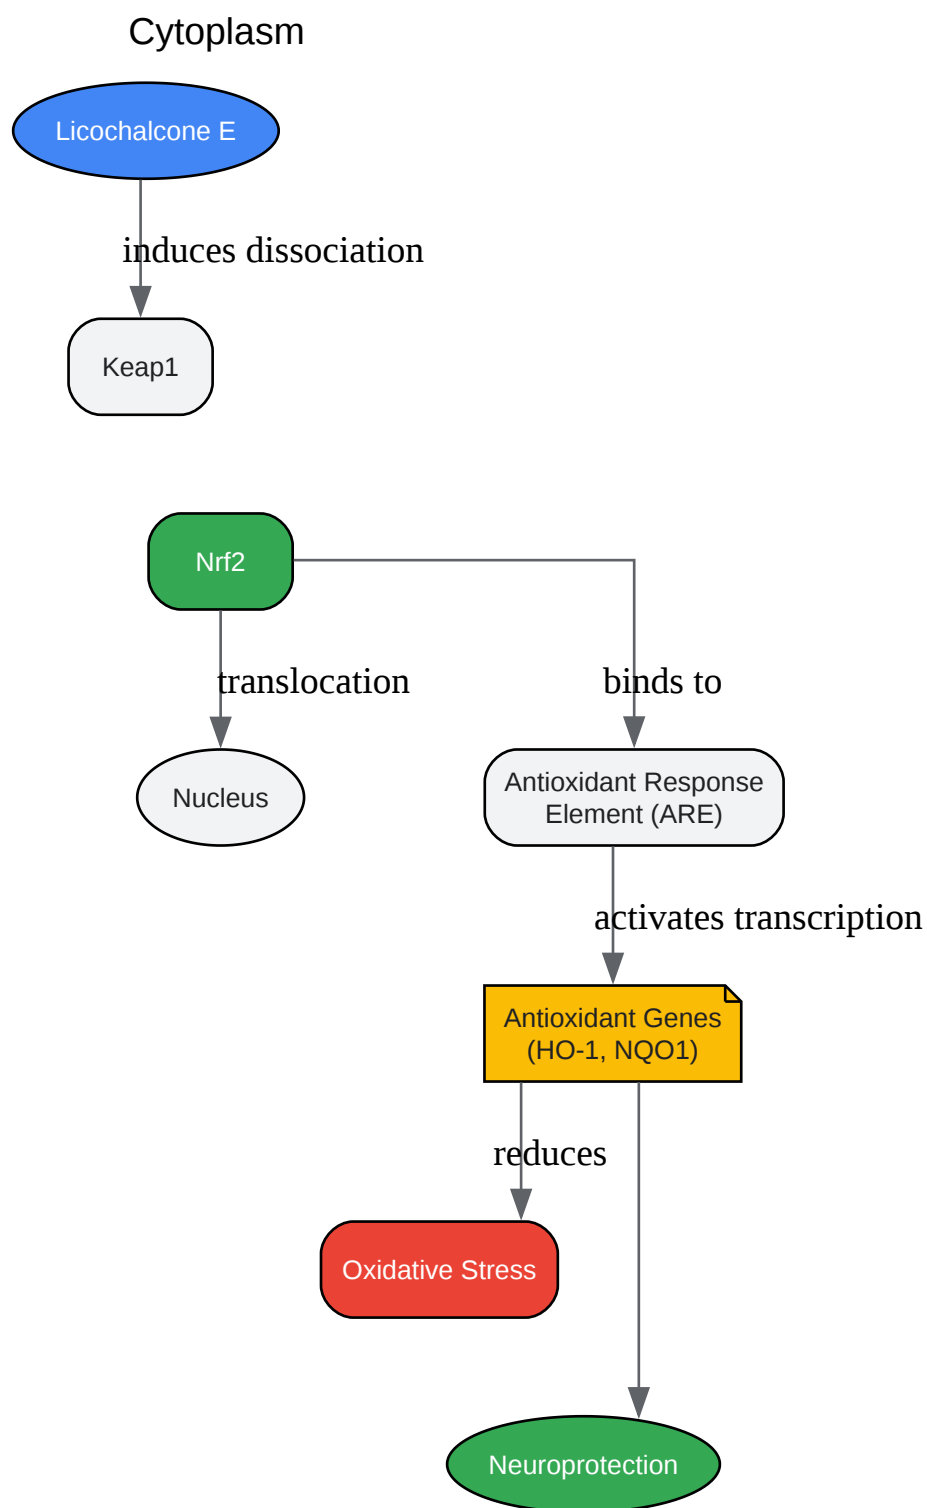 Cytoplasm
Licochalcone E
induces dissociation
Keap1
Nrf2
translocation
binds to
Nucleus
Antioxidant Response
Element (ARE)
activates transcription
Antioxidant Genes
(HO-1, NQO1)
reduces
Oxidative Stress
Neuroprotection